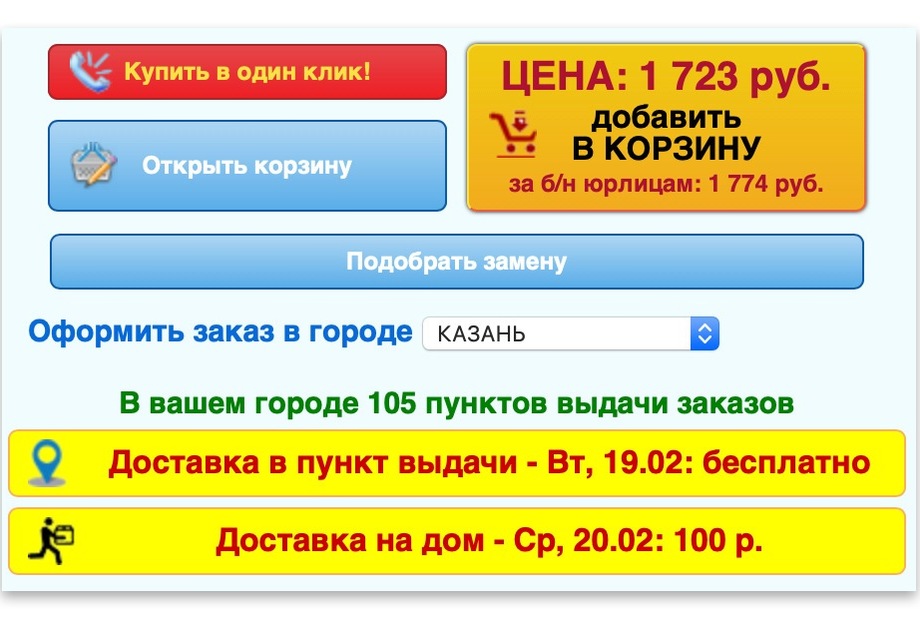 Купить в один клик!
ЦЕНА: 1 723 руб.
добавить
В КОРЗИНУ
за б/н юрлицам: 1 774 руб.
Открыть корзину
Подобрать замену
Оформить заказ в городе КАЗАНЬ
В вашем городе 105 пунктов выдачи заказов
Доставка в пункт выдачи - Вт, 19.02: бесплатно
Доставка на дом - Ср, 20.02: 100 р.